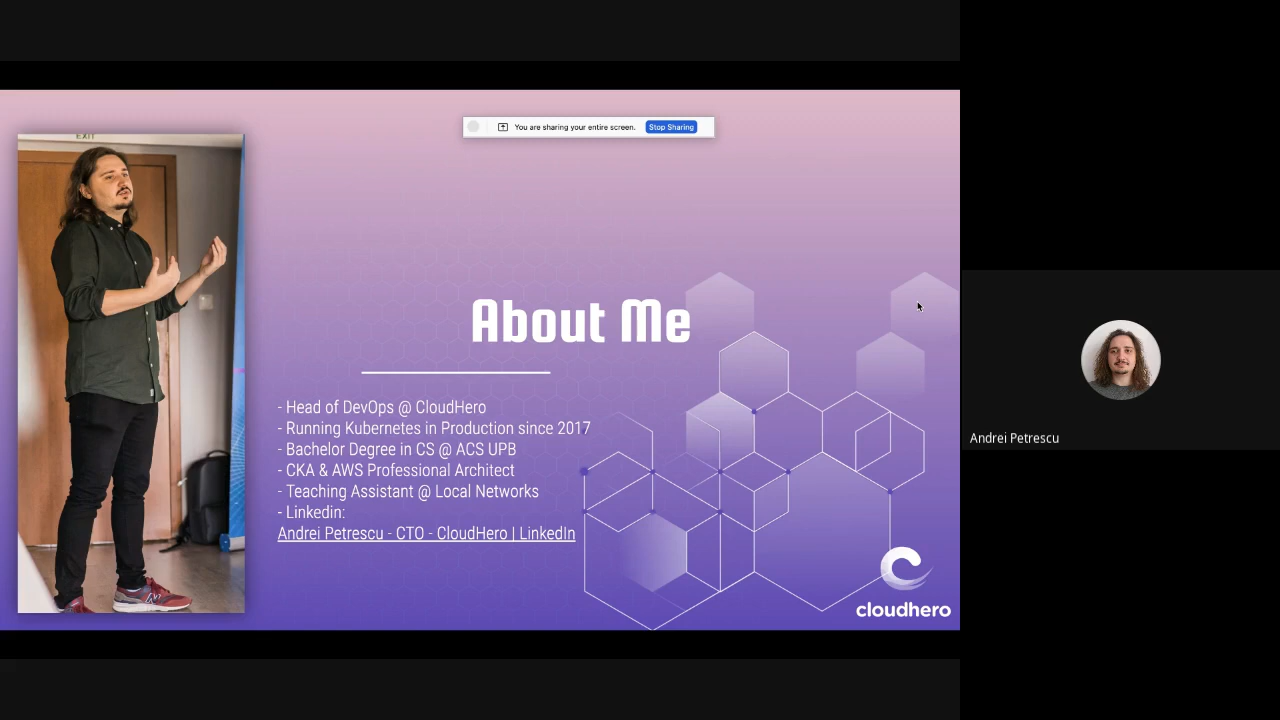 EXIT
You are sharing your entire screen.
Stop Sharing
About Me
- Head of DevOps @ CloudHero
- Running Kubernetes in Production since 2017
- Bachelor Degree in CS @ ACS UPB
- CKA & AWS Professional Architect
- Teaching Assistant @ Local Networks
- Linkedin:
Andrei Petrescu - CTO - CloudHero | LinkedIn
cloudhero
Andrei Petrescu